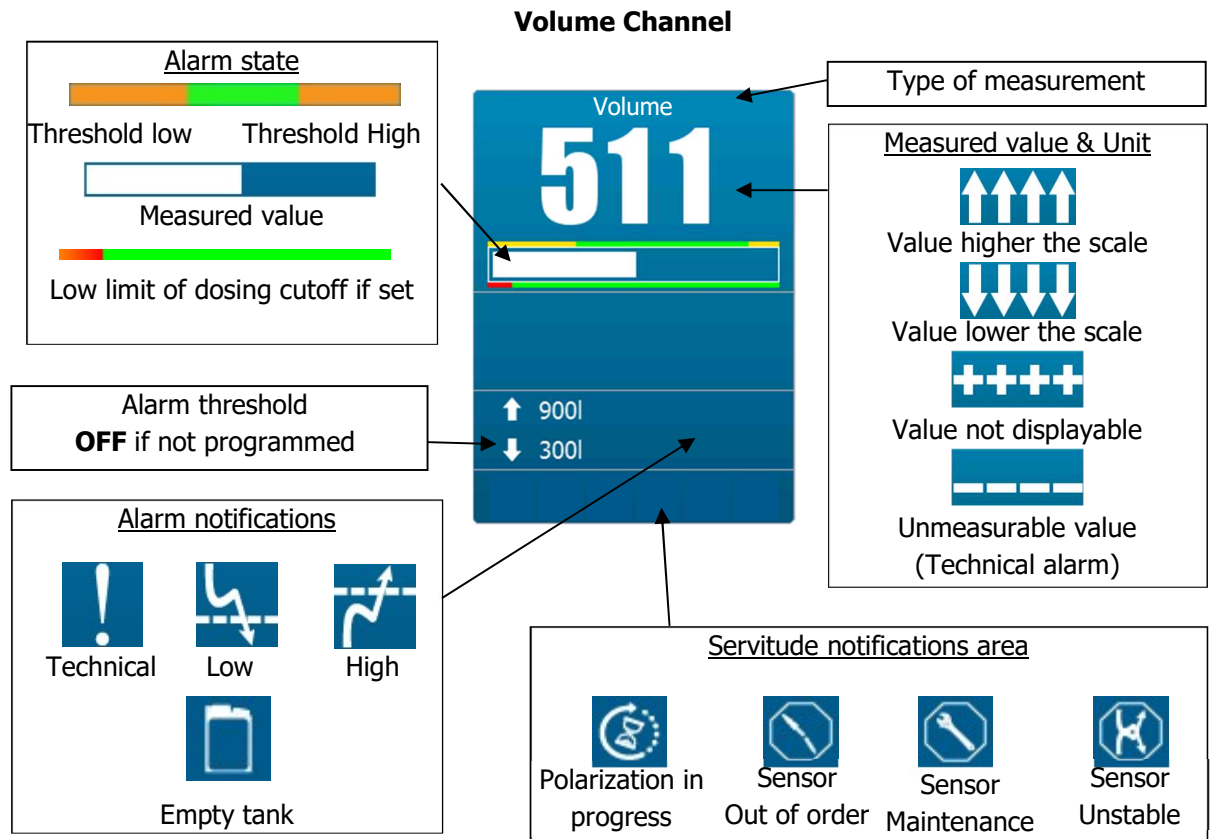 Volume Channel
Alarm state
Threshold low Threshold High
Measured value
Low limit of dosing cutoff if set
Alarm threshold
OFF if not programmed
Alarm notifications
Technical Low High
Empty tank
Volume
511
900l
300l
Type of measurement
Measured value & Unit
Value higher the scale
Value lower the scale
Value not displayable
Unmeasurable value
(Technical alarm)
Servitude notifications area
Polarization in
progress
Sensor
Out of order
Sensor
Maintenance
Sensor
Unstable